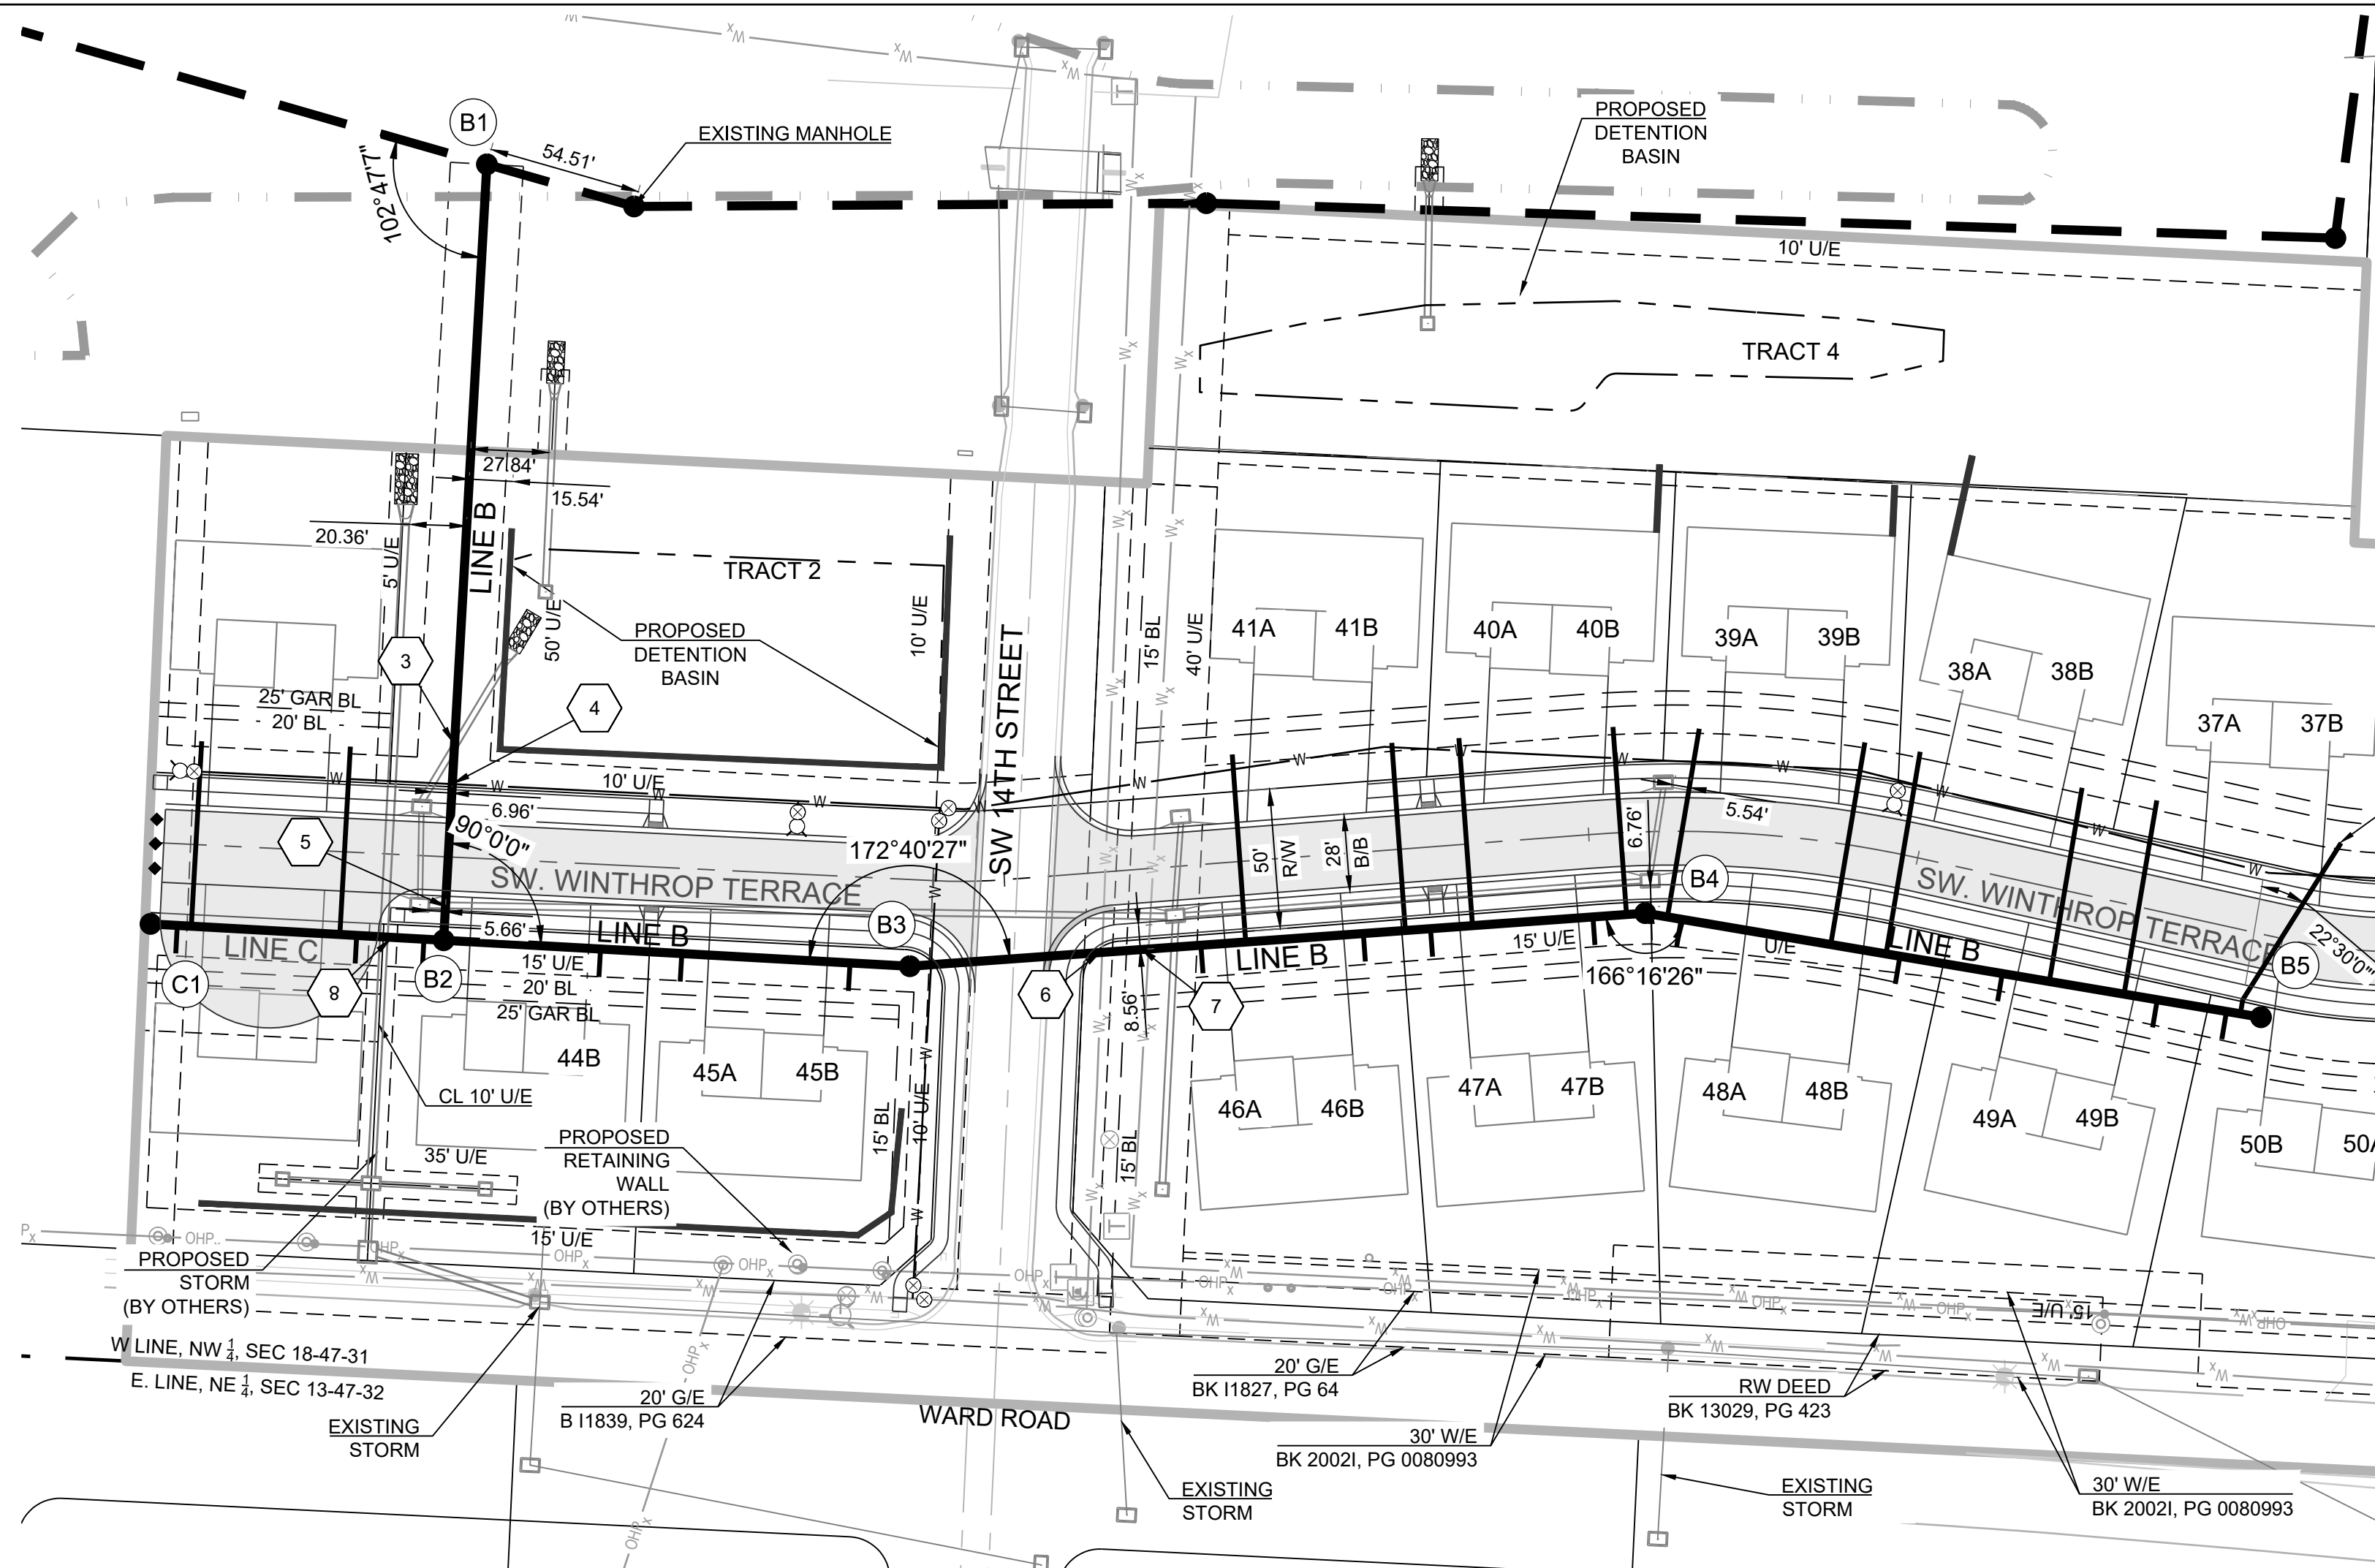 B1
54.51'
EXISTING MANHOLE
PROPOSED
DETENTION
BASIN
102°47'7"
10' U/E
TRACT 4
27.84'
15.54'
20.36'
LINE B
5' U/E
TRACT 2
50' U/E
PROPOSED
DETENTION
BASIN
10' U/E
SW 14TH STREET
15' BL
40' U/E
41A
41B
40A
40B
39A
39B
38A
38B
37A
37B
3
4
25' GAR BL
20' BL
10' U/E
6.96'
5
90°0'0"
172°40'27"
50'
R/W
28'
B/B
6.76'
5.54'
SW. WINTHROP TERRACE
SW. WINTHROP TERRACE
B4
B3
5.66'
LINE B
LINE C
LINE B
15' U/E
U/E
LINE B
B5
22°30'0"
C1
8
B2
15' U/E
20' BL
25' GAR BL
6
7
8.56'
166°16'26"
44B
45A
45B
46A
46B
47A
47B
48A
48B
49A
49B
50B
50A
CL 10' U/E
35' U/E
PROPOSED
RETAINING
WALL
(BY OTHERS)
15' BL
10' U/E
15' BL
15' U/E
PROPOSED
STORM
(BY OTHERS)
15' U/E
W LINE, NW 1/4, SEC 18-47-31
E. LINE, NE 1/4, SEC 13-47-32
EXISTING
STORM
20' G/E
B I1839, PG 624
WARD ROAD
20' G/E
BK I1827, PG 64
30' W/E
BK 2002I, PG 0080993
RW DEED
BK 13029, PG 423
EXISTING
STORM
EXISTING
STORM
30' W/E
BK 2002I, PG 0080993